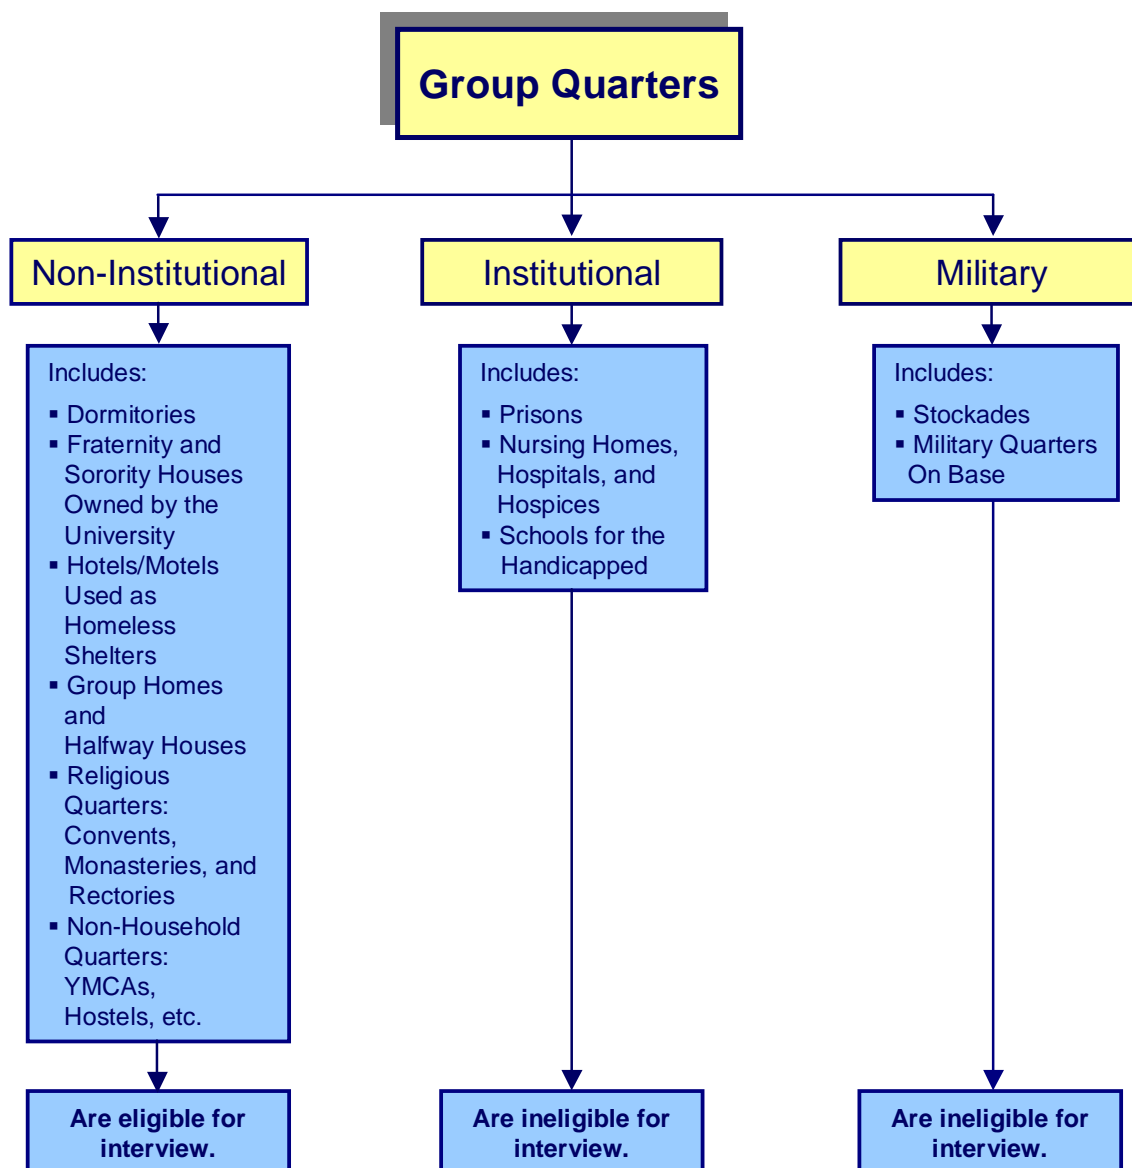 Group Quarters
Non-Institutional
Includes:
▪ Dormitories
▪ Fraternity and
Sorority Houses
Owned by the
University
▪ Hotels/Motels
Used as
Homeless
Shelters
▪ Group Homes
and
Halfway Houses
▪ Religious
Quarters:
Convents,
Monasteries, and
Rectories
▪ Non-Household
Quarters:
YMCAs,
Hostels, etc.
Are eligible for
interview.
Institutional
Includes:
▪ Prisons
▪ Nursing Homes,
Hospitals, and
Hospices
▪ Schools for the
Handicapped
Are ineligible for
interview.
Military
Includes:
▪ Stockades
▪ Military Quarters
On Base
Are ineligible for
interview.